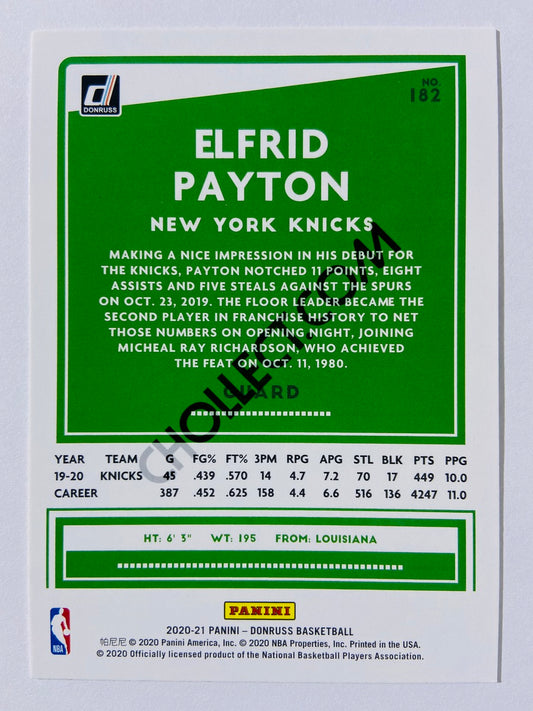 DONRUSS
NO.
182
ELFRID
PAYTON
NEW YORK KNICKS
MAKING A NICE IMPRESSION IN HIS DEBUT FOR
THE KNICKS, PAYTON NOTCHED 11 POINTS, EIGHT
ASSISTS AND FIVE STEALS AGAINST THE SPURS
ON OCT. 23, 2019. THE FLOOR LEADER BECAME THE
SECOND PLAYER IN FRANCHISE HISTORY TO NET
THOSE NUMBERS ON OPENING NIGHT, JOINING
MICHEAL RAY RICHARDSON, WHO ACHIEVED
THE FEAT ON OCT. 11, 1980.
GUARD
CHOLLECT.COM
YEAR TEAM G FG% FT% 3PM RPG APG STL BLK PTS PPG
19-20 KNICKS 45 .439 .570 14 4.7 7.2 70 17 449 10.0
CAREER 387 .452 .625 158 4.4 6.6 516 136 4247 11.0
HT: 6' 3" WT: 195 FROM: LOUISIANA
PANINI
NBA
2020-21 PANINI – DONRUSS BASKETBALL
帕尼尼 © 2020 Panini America, Inc. © 2020 NBA Properties, Inc. Printed in the USA.
© 2020 Officially licensed product of the National Basketball Players Association.